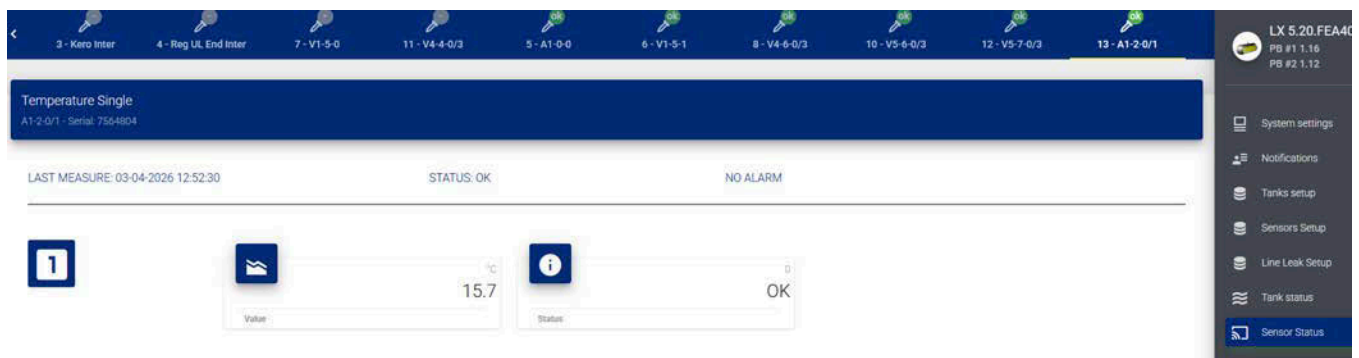 ok ok ok ok ok ok
3 - Kero Inter 4 - Reg UL End Inter 7 - V1-5-0 11 - V4-4-0/3 5 - A1-0-0 6 - V1-5-1 8 - V4-6-0/3 10 - V5-6-0/3 12 - V5-7-0/3 13 - A1-2-0/1
Temperature Single
A1-2-0/1 - Serial: 7564804
LAST MEASURE: 03-04-2026 12:52:30 STATUS: OK NO ALARM
1
°C
15.7
Value
0
OK
Status
LX 5.20.FEA40
PB #1 1.16
PB #2 1.12
System settings
Notifications
Tanks setup
Sensors Setup
Line Leak Setup
Tank status
Sensor Status